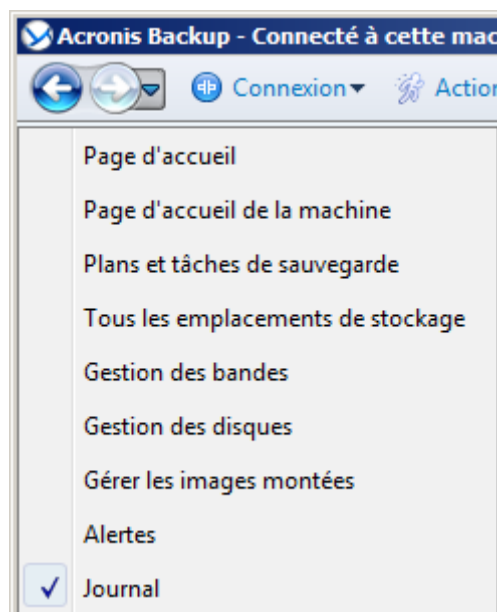 Acronis Backup - Connecté à cette mac
Connexion Action
Page d'accueil
Page d'accueil de la machine
Plans et tâches de sauvegarde
Tous les emplacements de stockage
Gestion des bandes
Gestion des disques
Gérer les images montées
Alertes
Journal